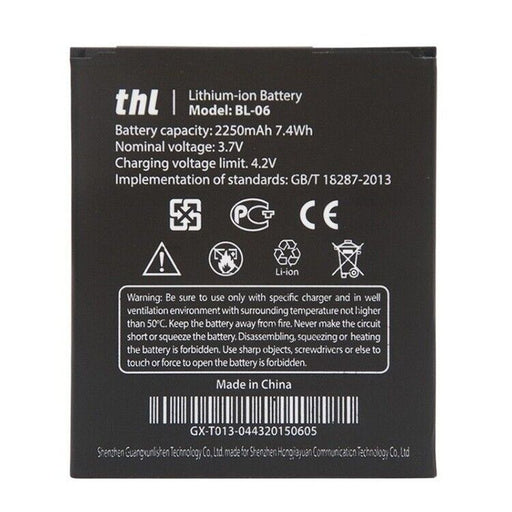 thl
Lithium-ion Battery
Model: BL-06
Battery capacity: 2250mAh 7.4Wh
Nominal voltage: 3.7V
Charging voltage limit. 4.2V
Implementation of standards: GB/T 18287-2013
PCT CE
Li-ion
Warning: Be sure to use only with specific charger and in well
ventilation environment with surrounding temperature not higher
than 50°C. Keep the battery away from fire. Never make the circuit
short or squeeze the battery. Disassembling, squeezing or heating
the battery is forbidden. Use sharp objects, screwdrivers or else to
touch or force to open the battery is forbidden.
Made in China
GX-T013-044320150605
Shenzhen Guangxunlishen Technology Co., Ltd. made for Shenzhen Hongjiayuan Communication Technology Co., Ltd.